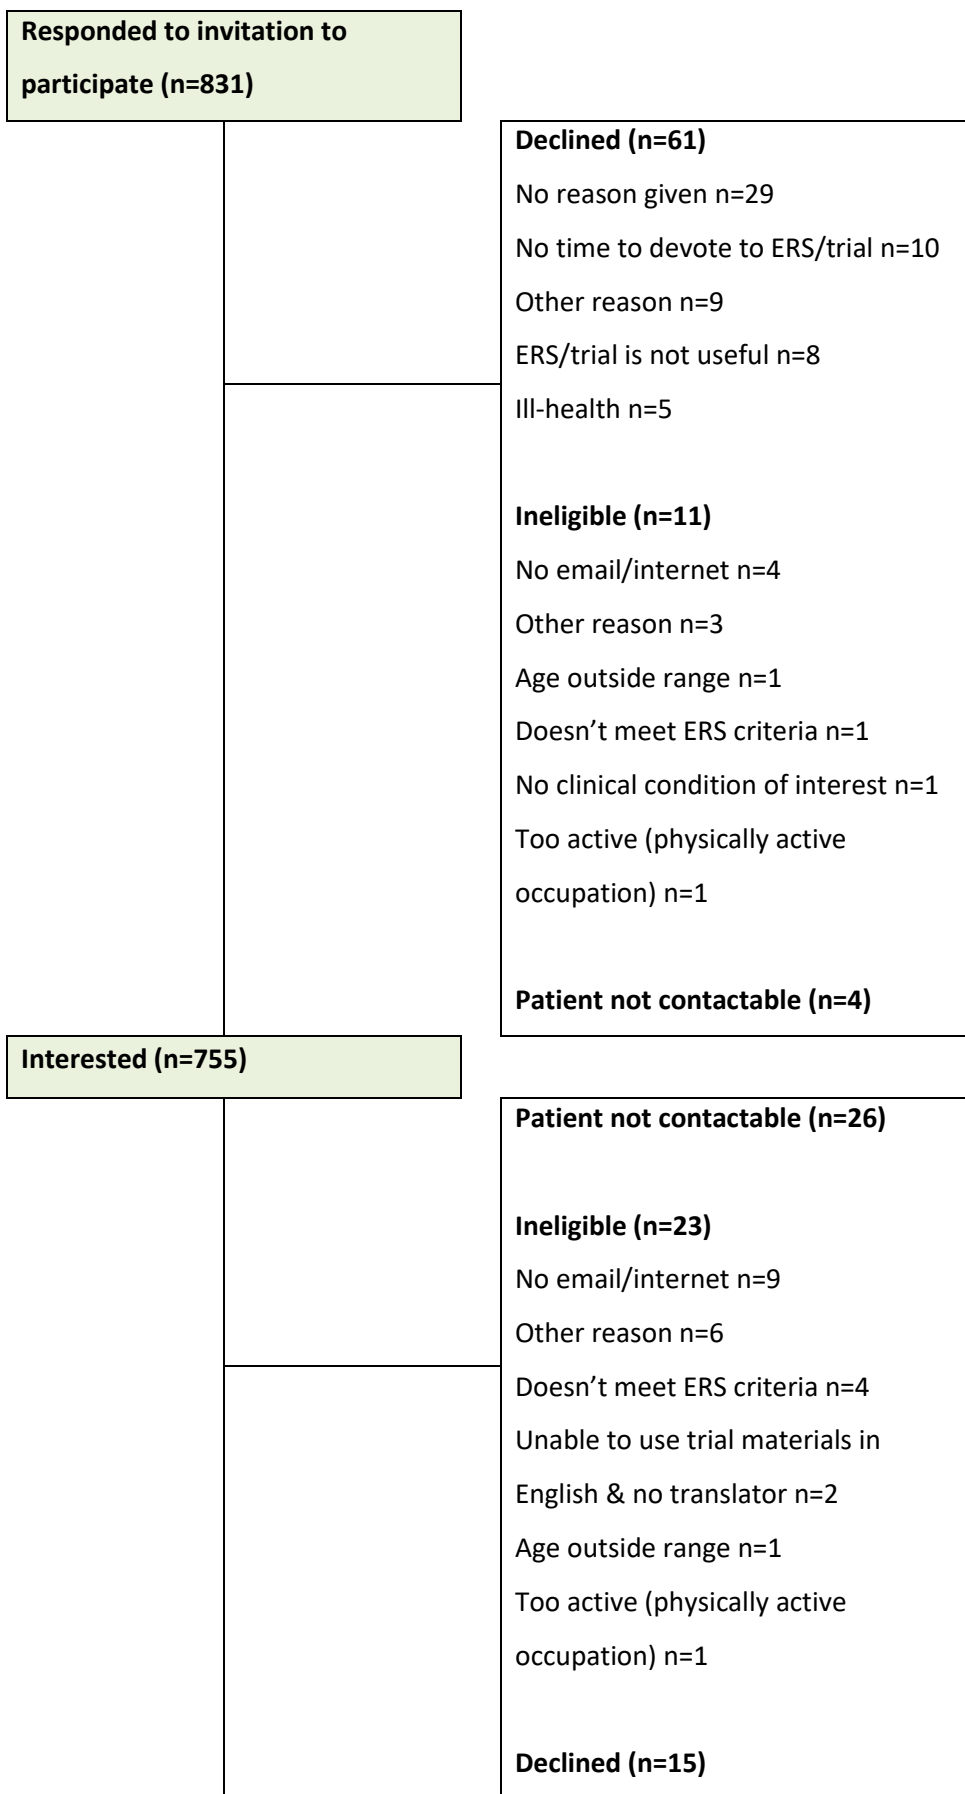 Responded to invitation to
participate (n=831)
Declined (n=61)
No reason given n=29
No time to devote to ERS/trial n=10
Other reason n=9
ERS/trial is not useful n=8
Ill-health n=5
Ineligible (n=11)
No email/internet n=4
Other reason n=3
Age outside range n=1
Doesn’t meet ERS criteria n=1
No clinical condition of interest n=1
Too active (physically active
occupation) n=1
Patient not contactable (n=4)
Interested (n=755)
Patient not contactable (n=26)
Ineligible (n=23)
No email/internet n=9
Other reason n=6
Doesn’t meet ERS criteria n=4
Unable to use trial materials in
English & no translator n=2
Age outside range n=1
Too active (physically active
occupation) n=1
Declined (n=15)